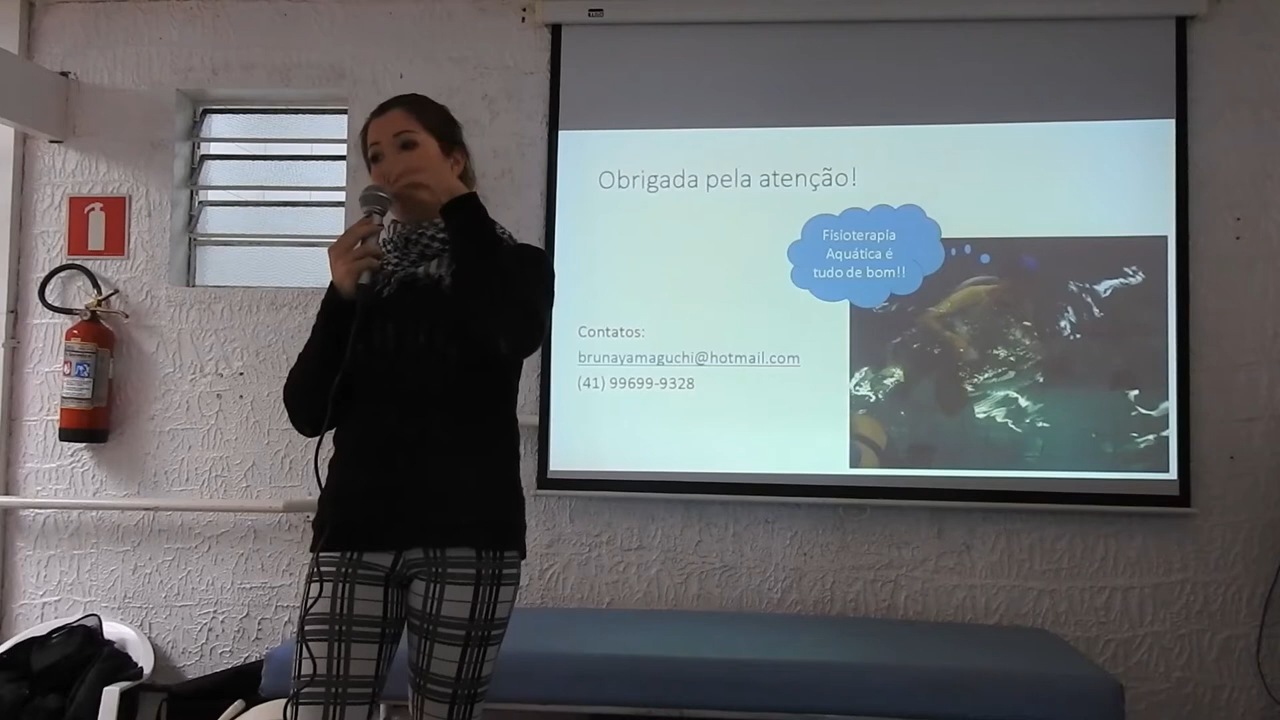 Obrigada pela atenção!
Fisioterapia
Aquática é
tudo de bom!!
Contatos:
brunayamaguchi@hotmail.com
(41) 99699-9328